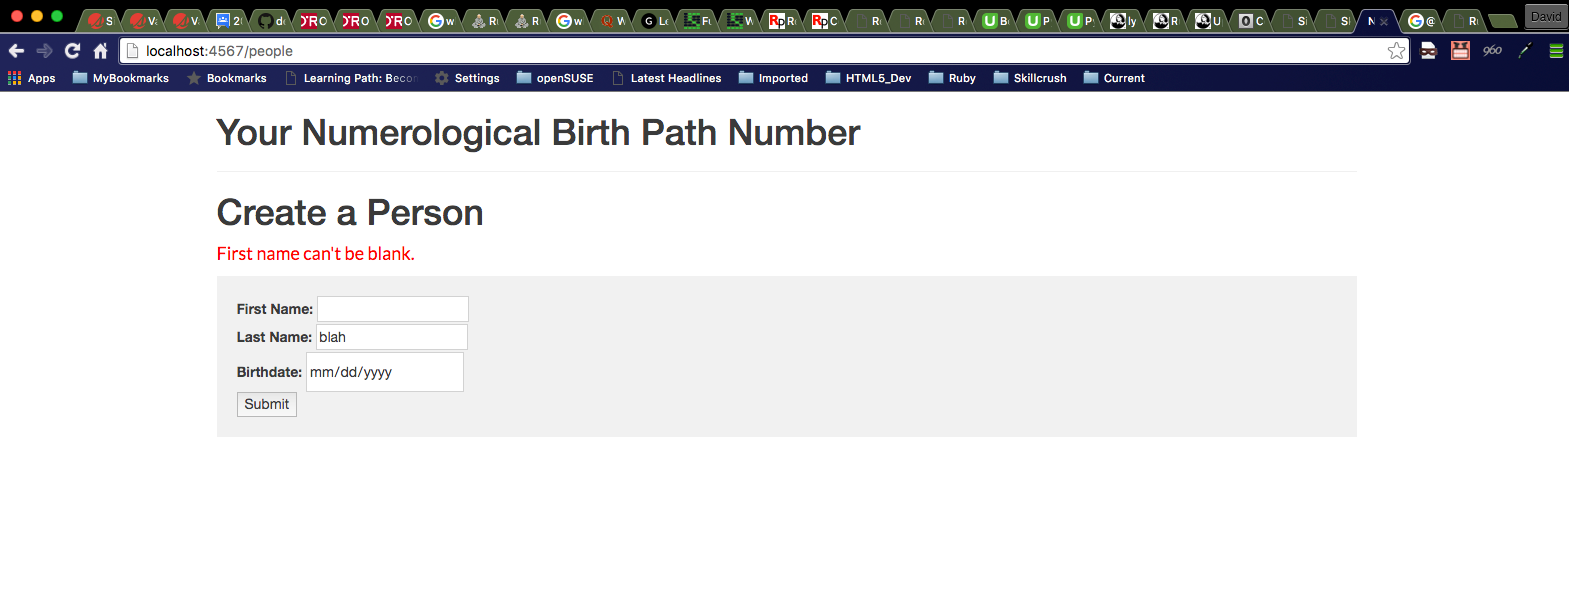 David
localhost:4567/people
960
Apps MyBookmarks Bookmarks Learning Path: Becon Settings openSUSE Latest Headlines Imported HTML5_Dev Ruby Skillcrush Current
Your Numerological Birth Path Number
Create a Person
First name can't be blank.
First Name:
Last Name: blah
Birthdate: mm/dd/yyyy
Submit